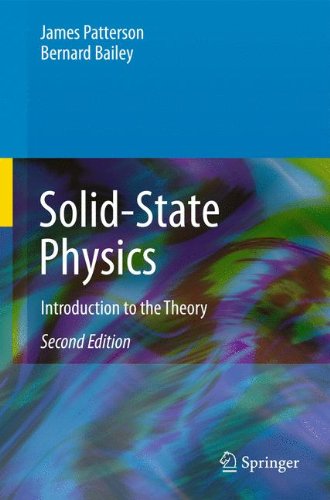 James Patterson
Bernard Bailey
Solid-State
Physics
Introduction to the Theory
Second Edition
Springer